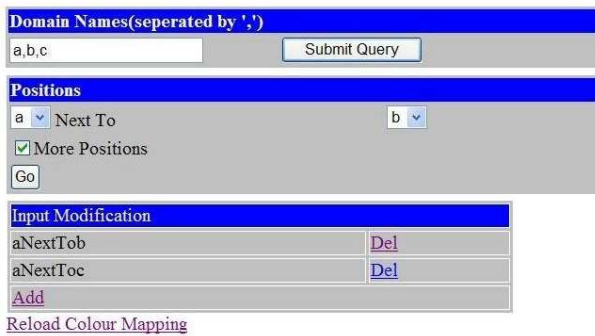 Domain Names(seperated by ',')
a,b,c Submit Query
Positions
a Next To b
More Positions
Go
Input Modification
aNextTob Del
aNextToc Del
Add
Reload Colour Mapping